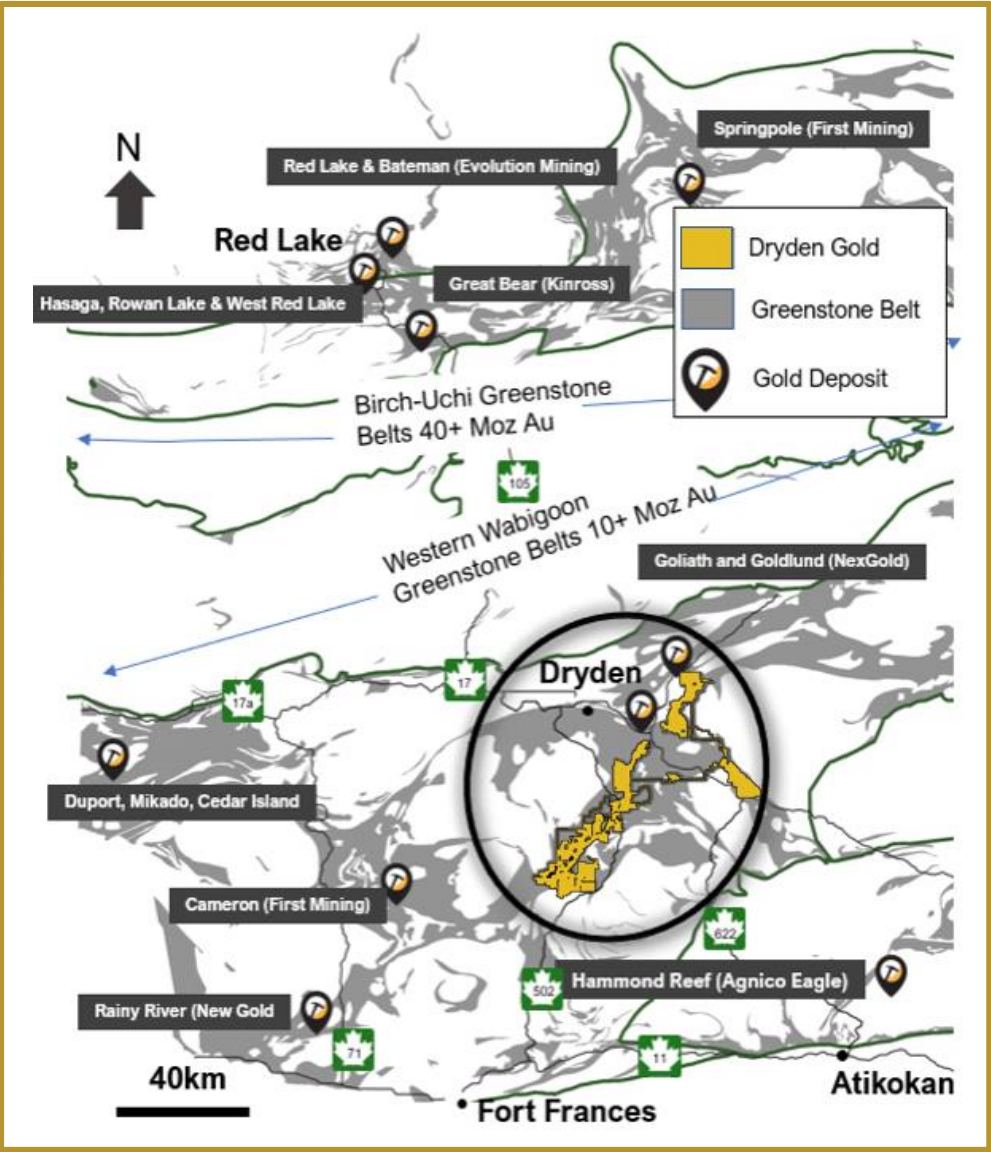 Springpole (First Mining)
N
Red Lake & Bateman (Evolution Mining)
Red Lake
Dryden Gold
Great Bear (Kinross)
Hasaga, Rowan Lake & West Red Lake
Greenstone Belt
Gold Deposit
Birch-Uchi Greenstone
Belts 40+ Moz Au
105
Western Wabigoon
Greenstone Belts 10+ Moz Au
Goliath and Goldlund (NexGold)
Dryden
17
17a
Duport, Mikado, Cedar Island
Cameron (First Mining)
622
Hammond Reef (Agnico Eagle)
502
Rainy River (New Gold
71
11
40km
Atikokan
Fort Frances